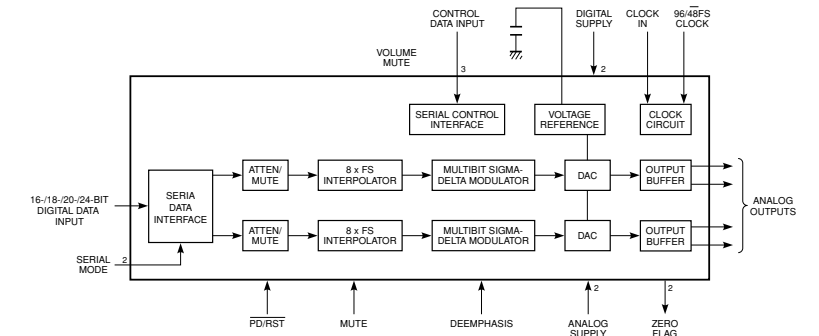 CONTROL
DATA INPUT
DIGITAL
SUPPLY
CLOCK
IN
96/48FS
CLOCK
VOLUME
MUTE
3
2
SERIAL CONTROL
INTERFACE
VOLTAGE
REFERENCE
CLOCK
CIRCUIT
16-/18-/20-/24-BIT
DIGITAL DATA
INPUT
SERIA
DATA
INTERFACE
ATTEN/
MUTE
8 x FS
INTERPOLATOR
MULTIBIT SIGMA-
DELTA MODULATOR
DAC
OUTPUT
BUFFER
ANALOG
OUTPUTS
ATTEN/
MUTE
8 x FS
INTERPOLATOR
MULTIBIT SIGMA-
DELTA MODULATOR
DAC
OUTPUT
BUFFER
SERIAL
MODE
2
2
2
PD/RST
MUTE
DEEMPHASIS
ANALOG
SUPPLY
ZERO
FLAG